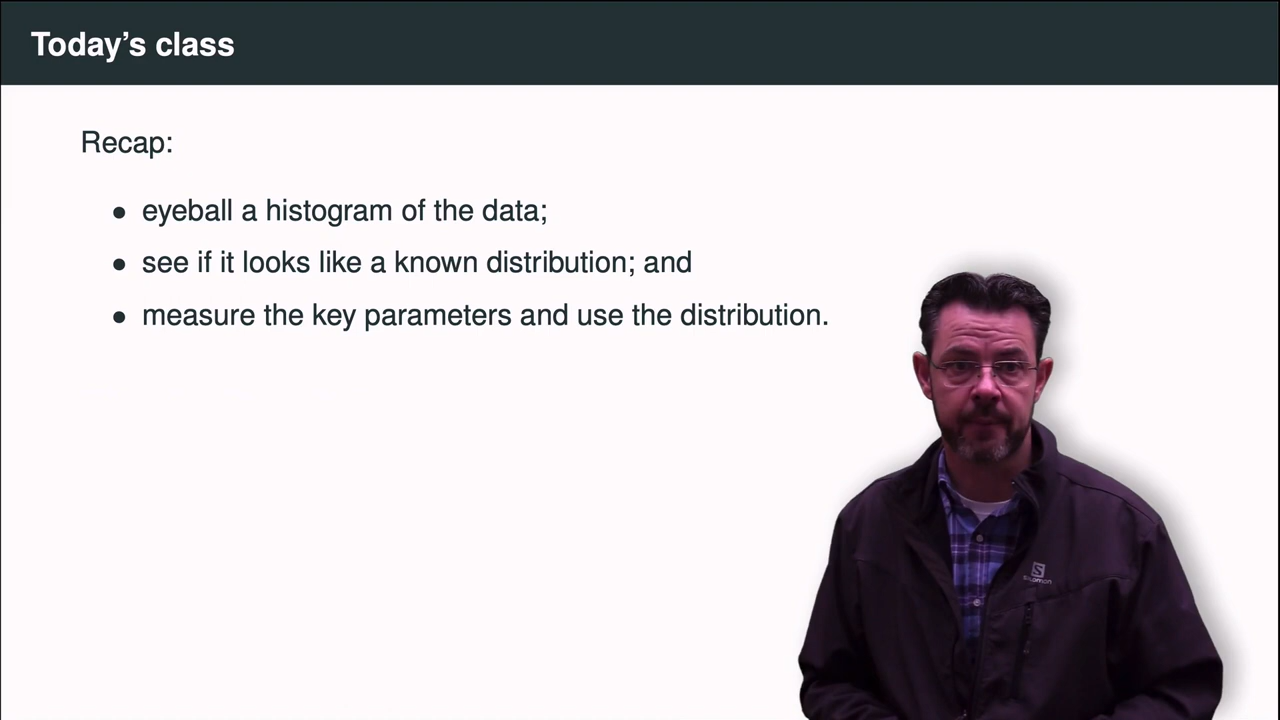 Today's class
Recap:
• eyeball a histogram of the data;
• see if it looks like a known distribution; and
• measure the key parameters and use the distribution.
S
SALOMON